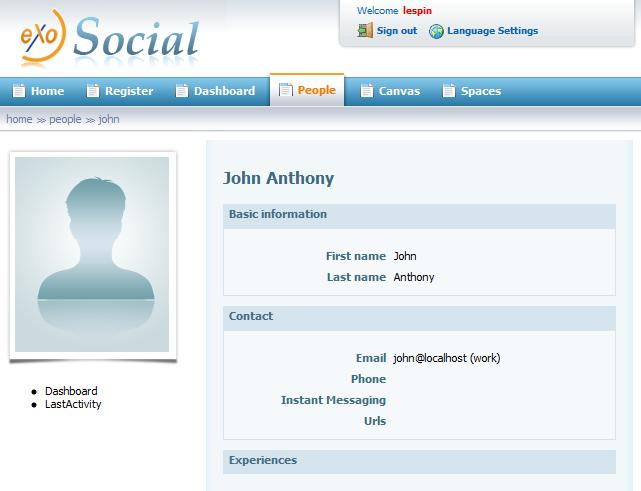 eXo Social
Welcome lespin
Sign out Language Settings
Home Register Dashboard People Canvas Spaces
home >> people >> john
John Anthony
Basic information
First name John
Last name Anthony
Contact
Email john@localhost (work)
Phone
Instant Messaging
Urls
Experiences
Dashboard
LastActivity